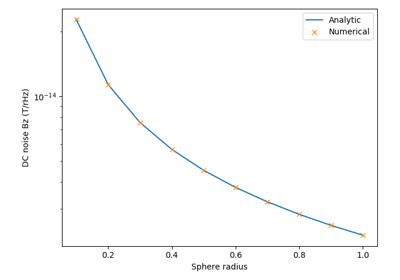 Analytic
Numerical
10⁻¹⁴
DC noise Bz (T/rHz)
0.2 0.4 0.6 0.8 1.0
Sphere radius